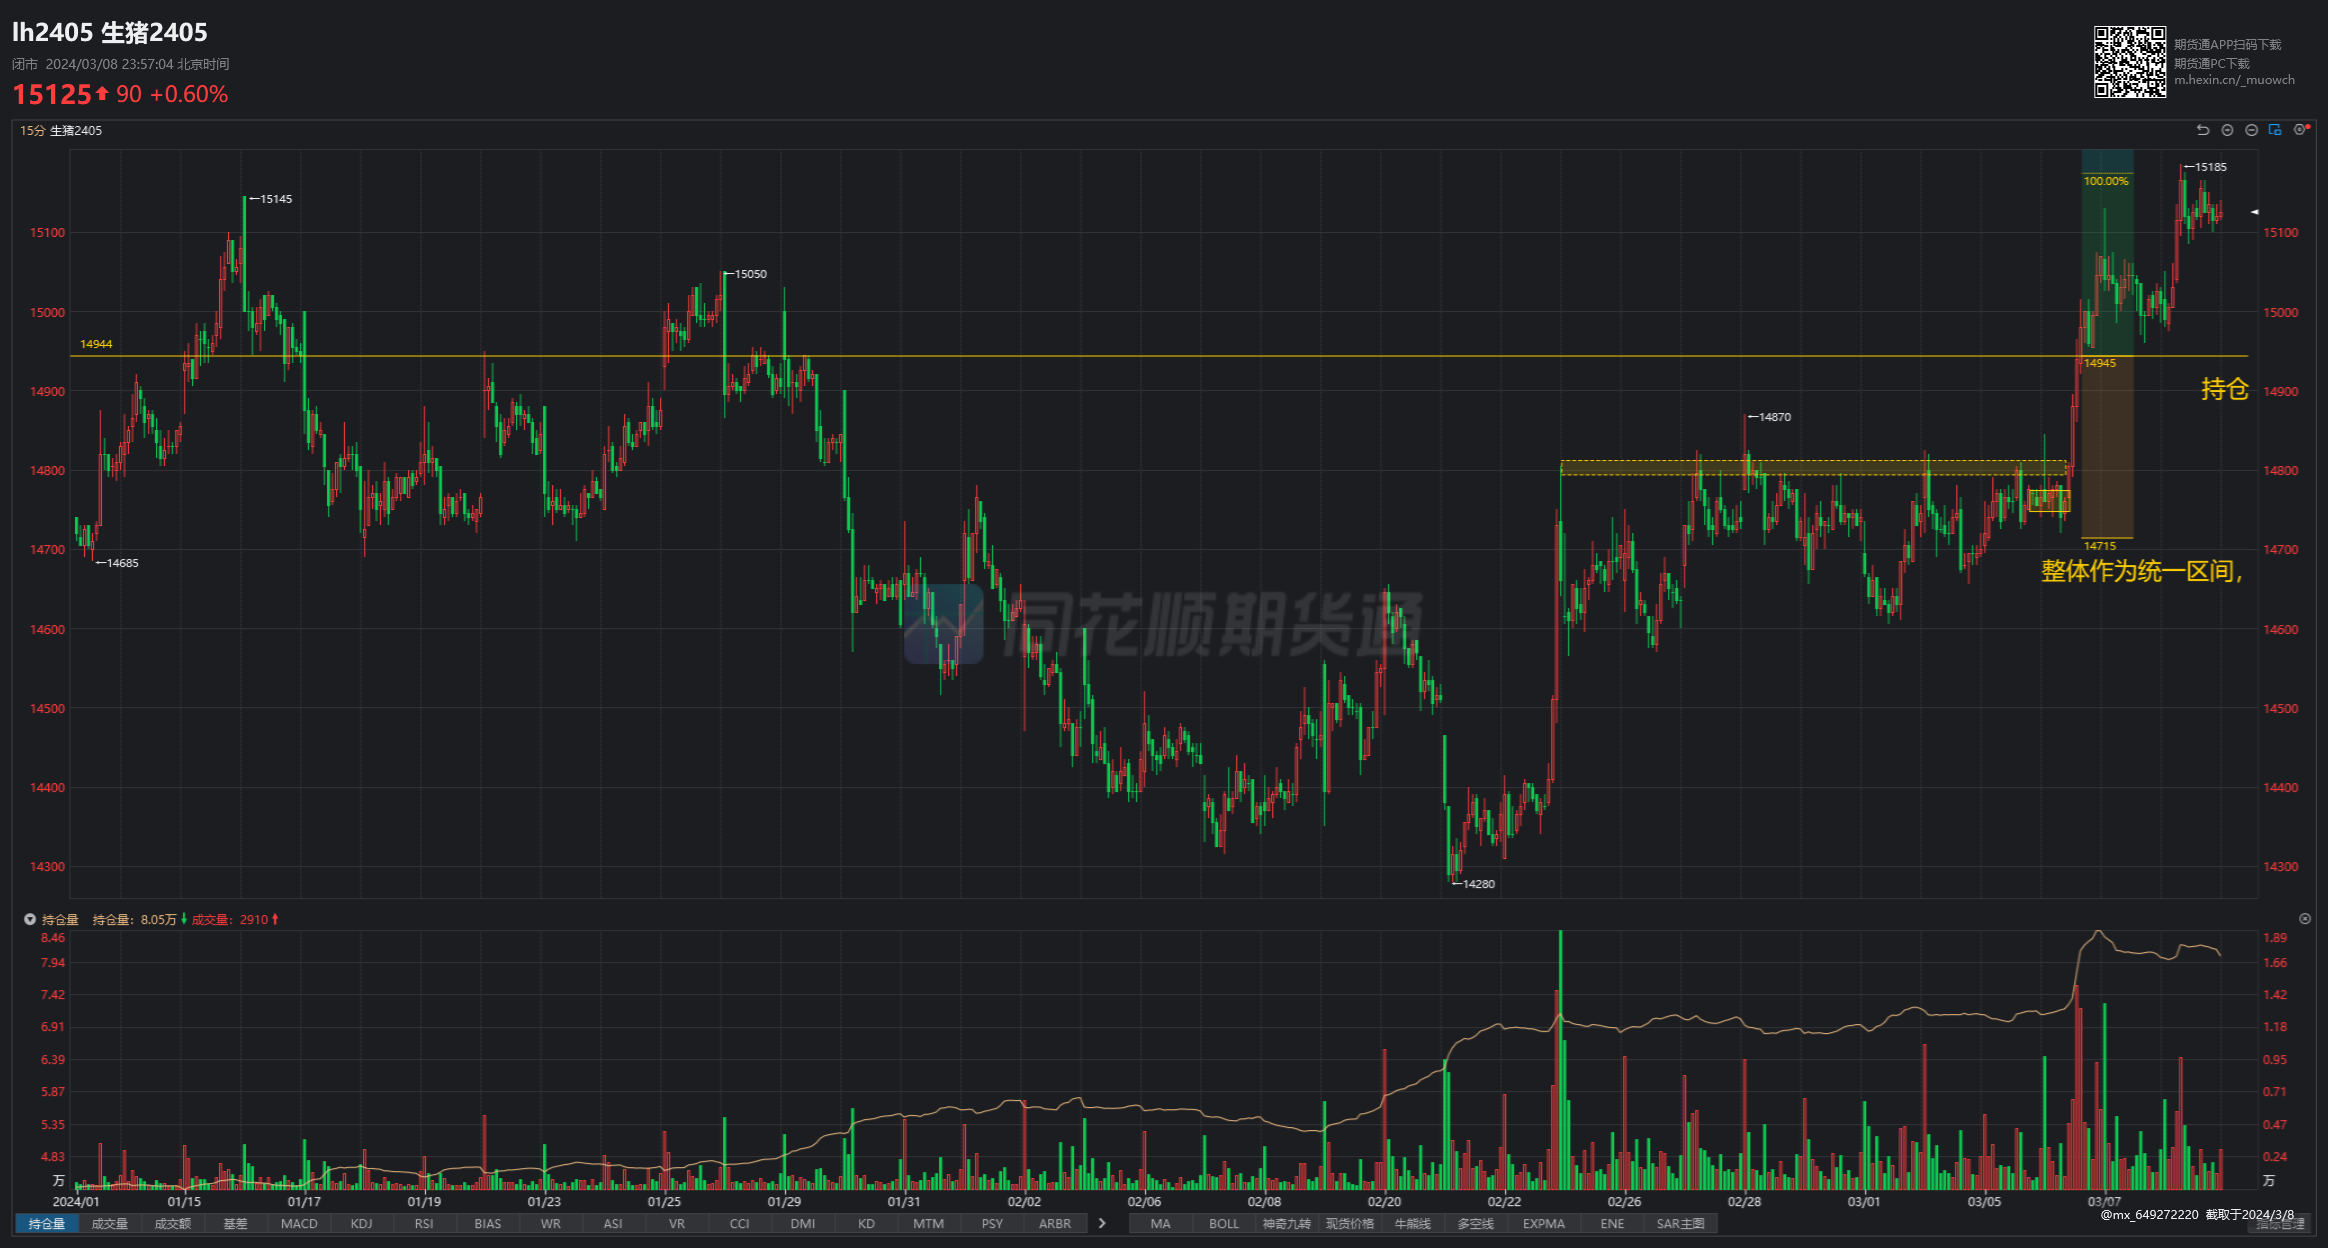 lh2405 生猪2405
闭市 2024/03/08 23:57:04 北京时间
15125 90 +0.60%
期货通APP扫码下载
期货通PC下载
m.hexin.cn/_muowch
15分 生猪2405
15185
100.00%
15145
15100 15100
15050
15000 15000
14944
14945
14900 持仓 14900
14870
14800 14800
14700 14715 14700
14685
整体作为统一区间，
同花顺期货通
14600 14600
14500 14500
14400 14400
14300 14300
14280
持仓量 持仓量: 8.05万 成交量: 2910
8.46 1.89
7.94 1.66
7.42 1.42
6.91 1.18
6.39 0.95
5.87 0.71
5.35 0.47
4.83 0.24
万 万
2024/01 01/15 01/17 01/19 01/23 01/25 01/29 01/31 02/02 02/06 02/08 02/20 02/22 02/26 02/28 03/01 03/05 03/07
@mx_649272220 截取于2024/3/8
持仓量 成交量 成交额 基差 MACD KDJ RSI BIAS WR ASI VR CCI DMI KD MTM PSY ARBR MA BOLL 神奇九转 现货价格 牛熊线 多空线 EXPMA ENE SAR主图 指标管理